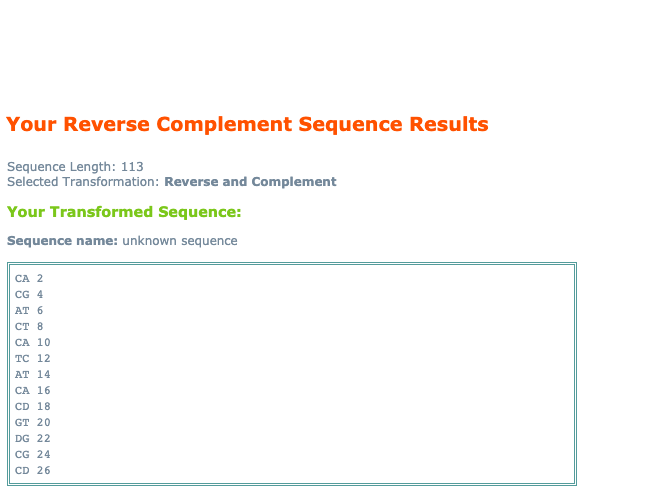 Your Reverse Complement Sequence Results
Sequence Length: 113
Selected Transformation: Reverse and Complement
Your Transformed Sequence:
Sequence name: unknown sequence
CA 2
CG 4
AT 6
CT 8
CA 10
TC 12
AT 14
CA 16
CD 18
GT 20
DG 22
CG 24
CD 26